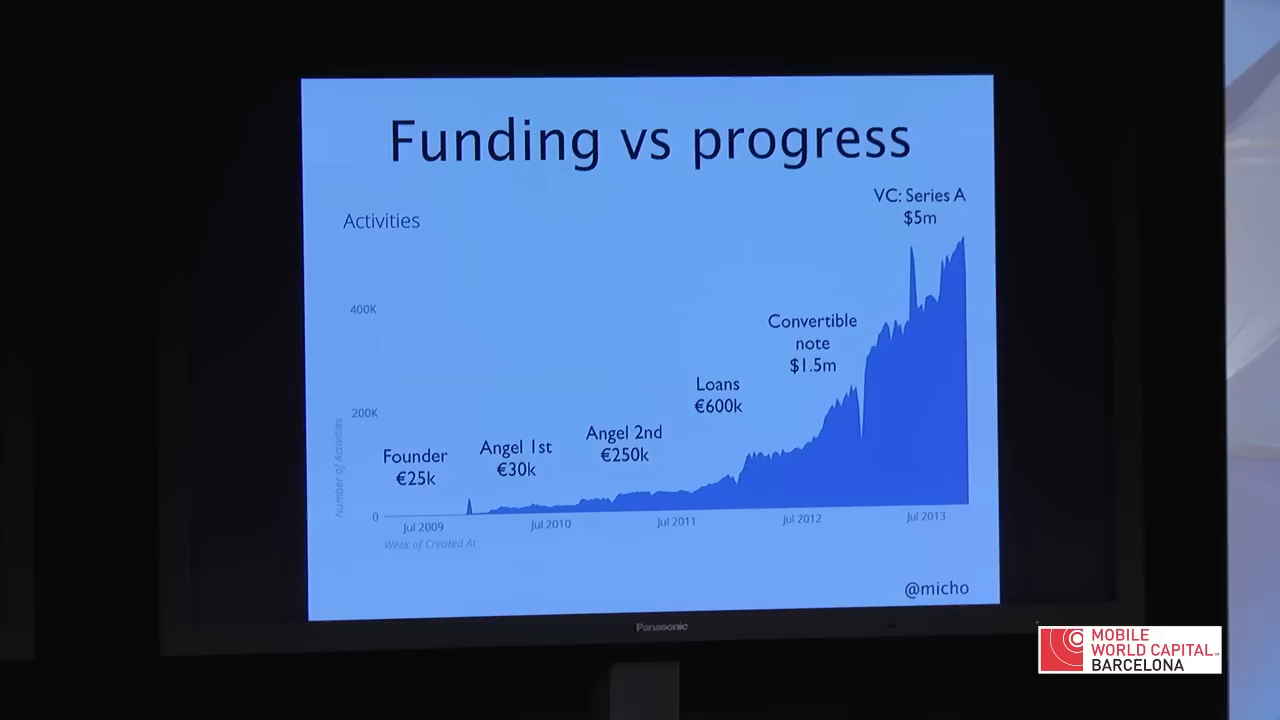 Funding vs progress
VC: Series A
$5m
Activities
400K
Convertible
note
$1.5m
Loans
€600k
200K
Angel 2nd
€250k
Angel 1st
€30k
Founder
€25k
Number of Activities
0
Jul 2009
Jul 2010
Jul 2011
Jul 2012
Jul 2013
Week of Created At
@micho
Panasonic
MOBILE
WORLD CAPITAL
BARCELONA